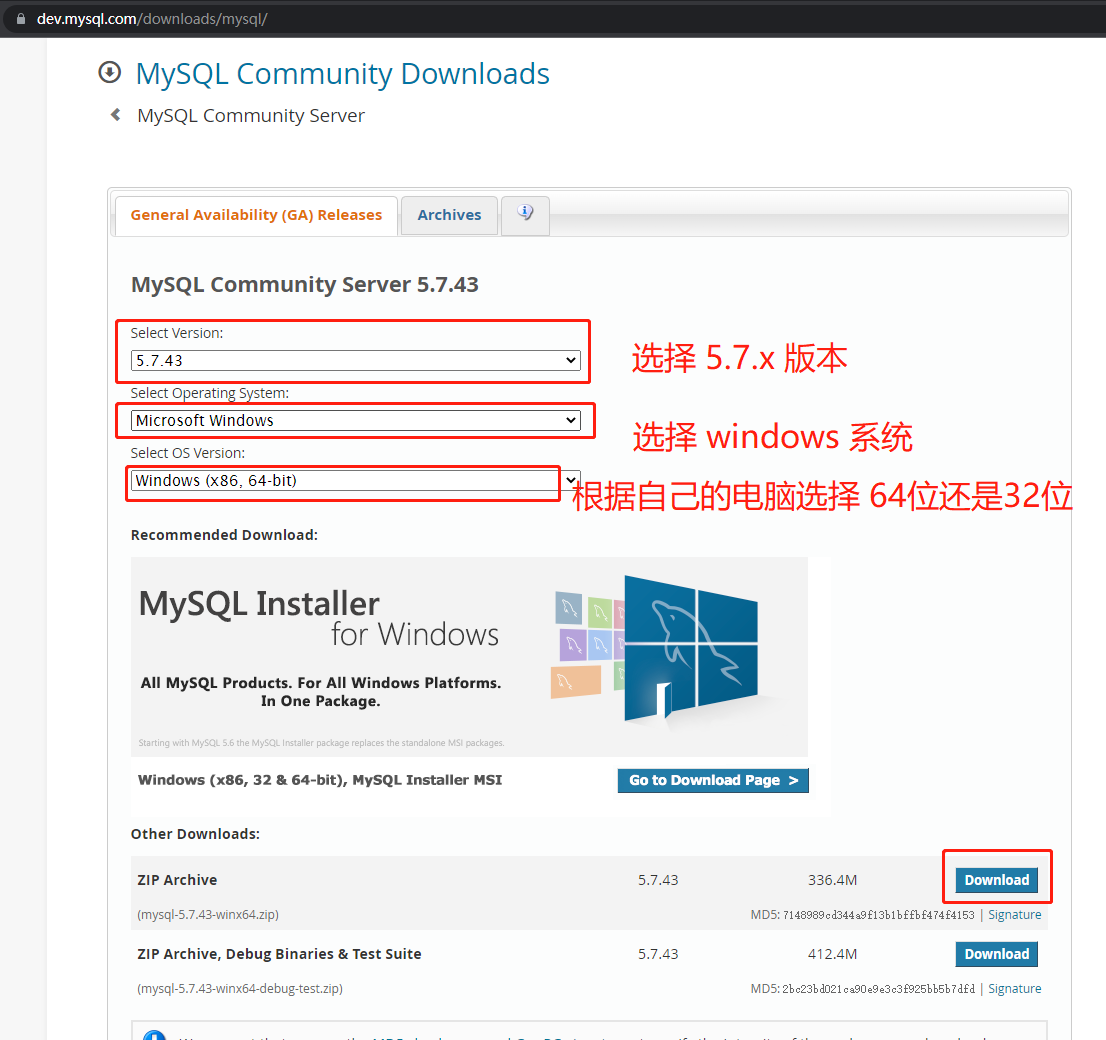 dev.mysql.com/downloads/mysql/
MySQL Community Downloads
MySQL Community Server
General Availability (GA) Releases Archives
MySQL Community Server 5.7.43
Select Version:
5.7.43
选择 5.7.x 版本
Select Operating System:
Microsoft Windows
选择 windows 系统
Select OS Version:
Windows (x86, 64-bit)
根据自己的电脑选择 64位还是32位
Recommended Download:
MySQL Installer
for Windows
All MySQL Products. For All Windows Platforms.
In One Package.
Starting with MySQL 5.6 the MySQL Installer package replaces the standalone MSI packages.
Windows (x86, 32 & 64-bit), MySQL Installer MSI Go to Download Page >
Other Downloads:
ZIP Archive 5.7.43 336.4M Download
(mysql-5.7.43-winx64.zip) MD5: 7148989cd344a9f13b1bffbf474f4153 | Signature
ZIP Archive, Debug Binaries & Test Suite 5.7.43 412.4M Download
(mysql-5.7.43-winx64-debug-test.zip) MD5: 2bc23bd021ca90e9e3c3f925bb5b7dfd | Signature